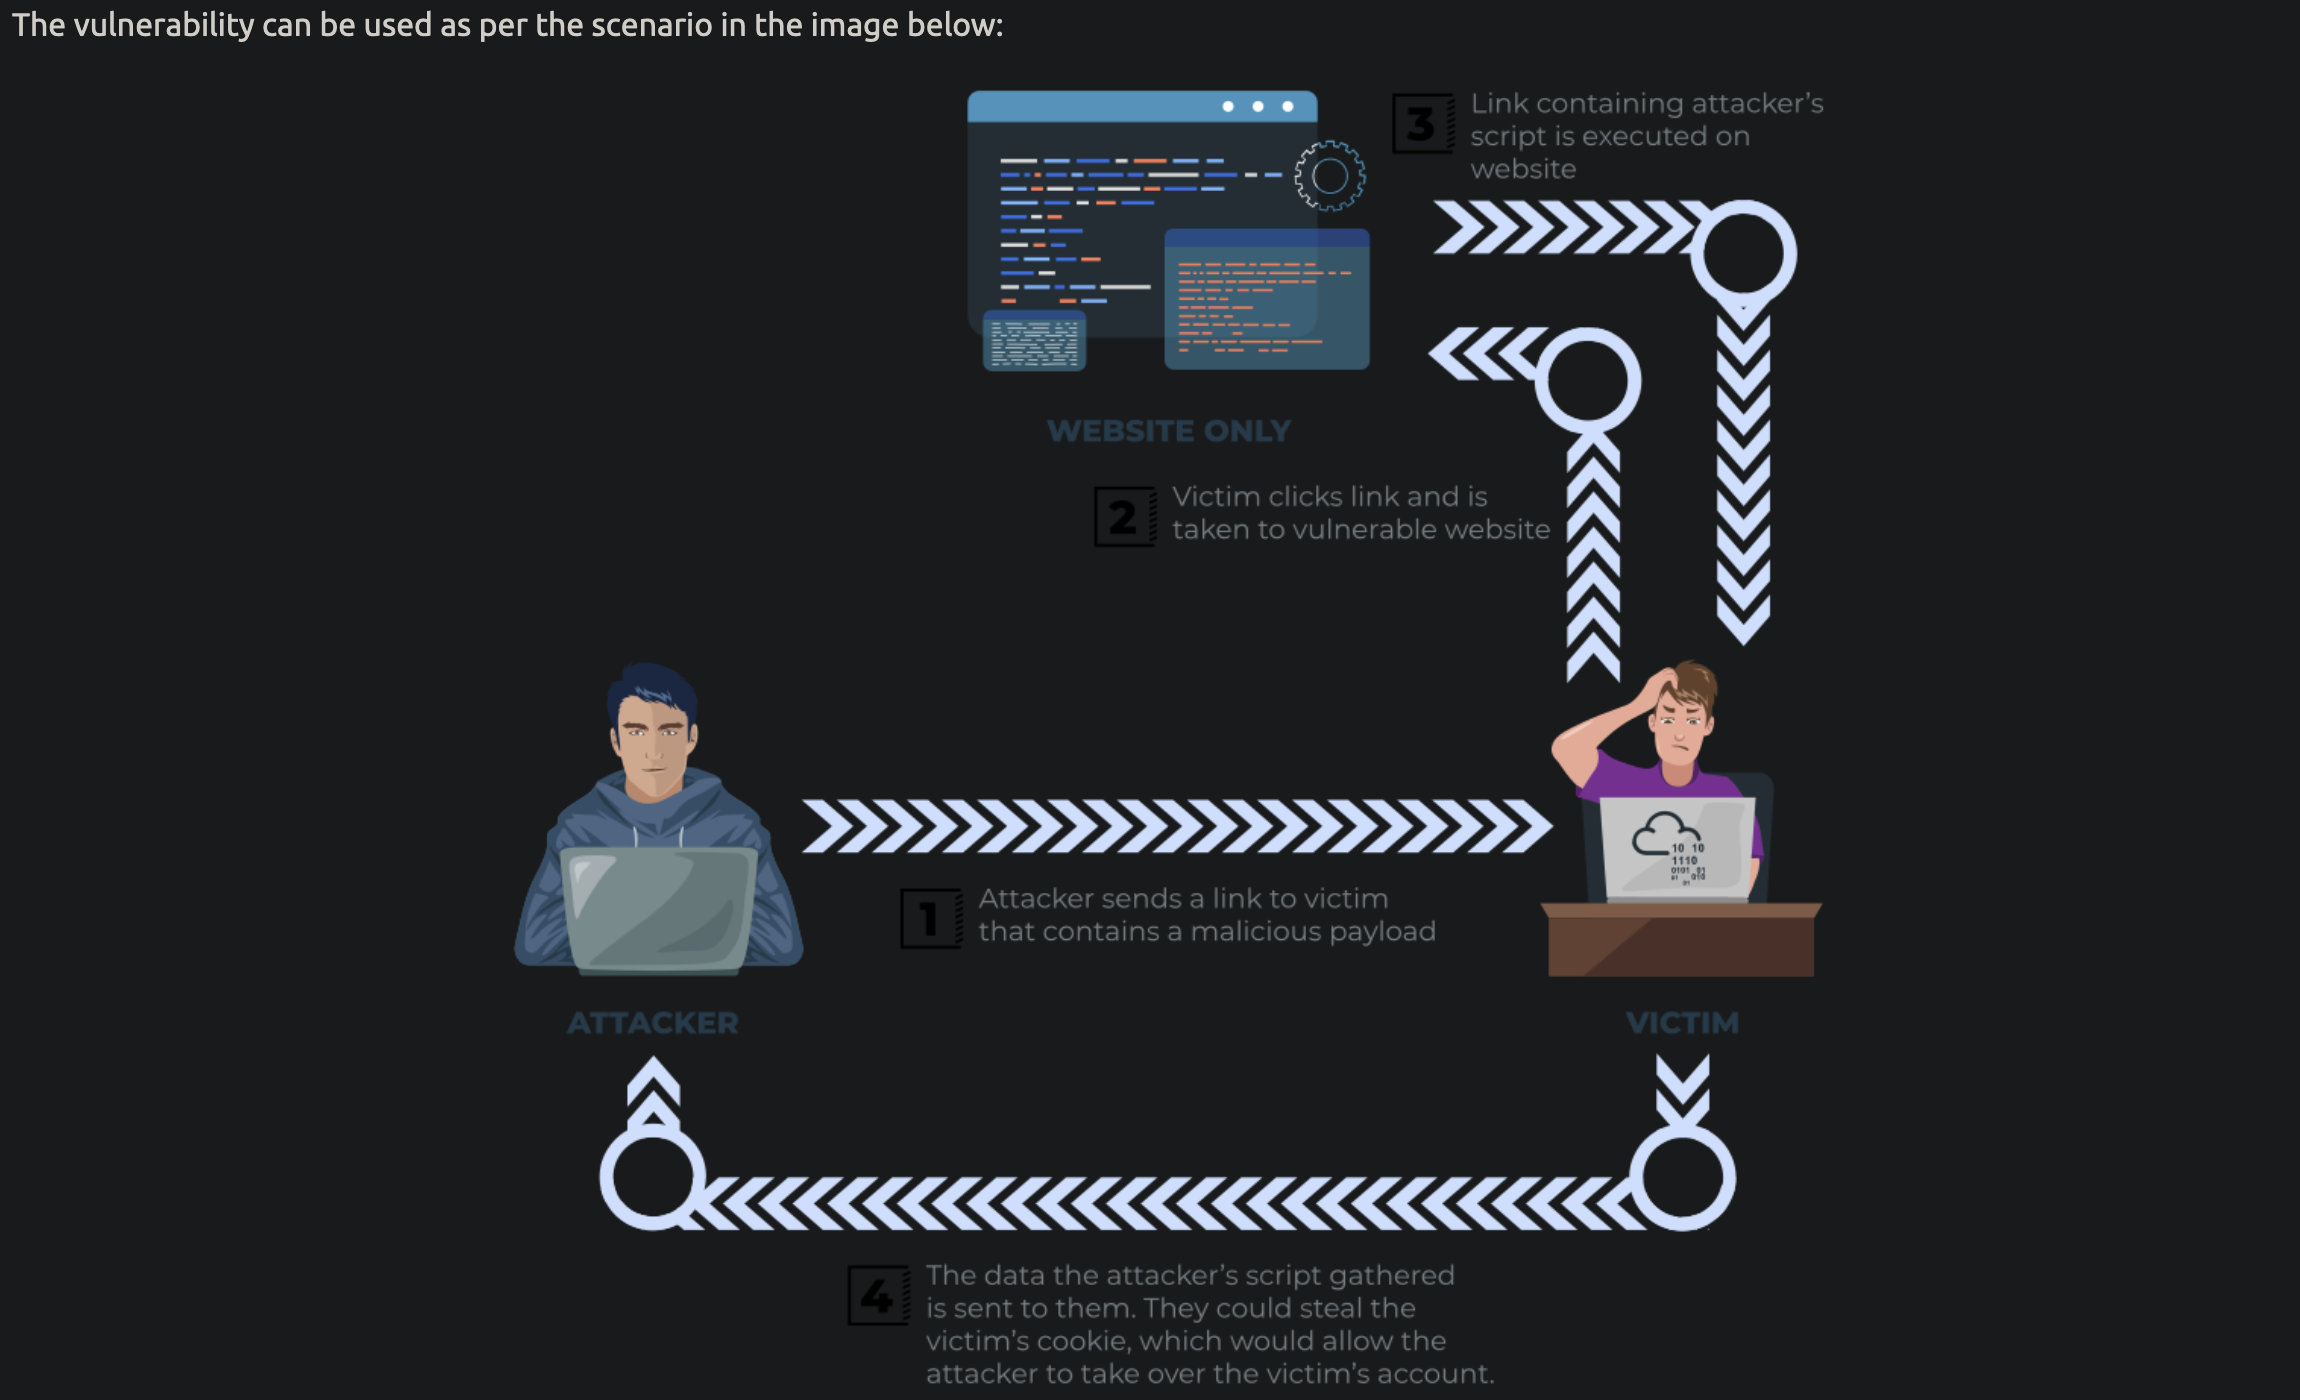 The vulnerability can be used as per the scenario in the image below:
3
Link containing attacker’s
script is executed on
website
WEBSITE ONLY
2
Victim clicks link and is
taken to vulnerable website
10 10
1110
0101 01
01 010
01
1
Attacker sends a link to victim
that contains a malicious payload
ATTACKER
VICTIM
4
The data the attacker’s script gathered
is sent to them. They could steal the
victim’s cookie, which would allow the
attacker to take over the victim’s account.